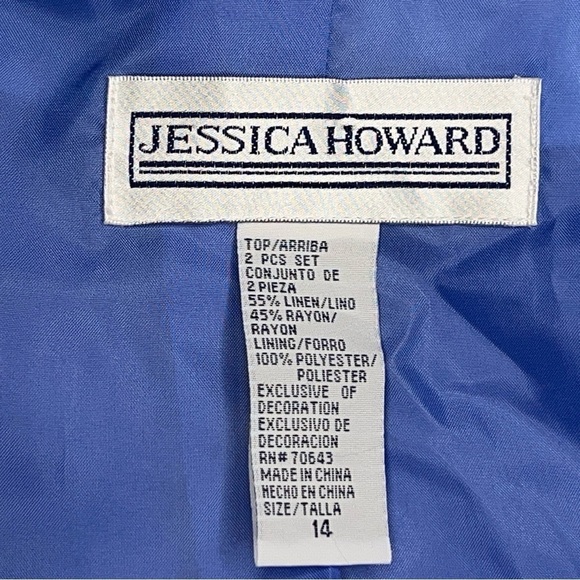 JESSICA HOWARD
TOP/ARRIBA
2 PCS SET
CONJUNTO DE
2 PIEZA
55% LINEN/LINO
45% RAYON/
RAYON
LINING/FORRO
100% POLYESTER/
POLIESTER
EXCLUSIVE OF
DECORATION
EXCLUSIVO DE
DECORACION
RN# 70643
MADE IN CHINA
HECHO EN CHINA
SIZE/TALLA
14